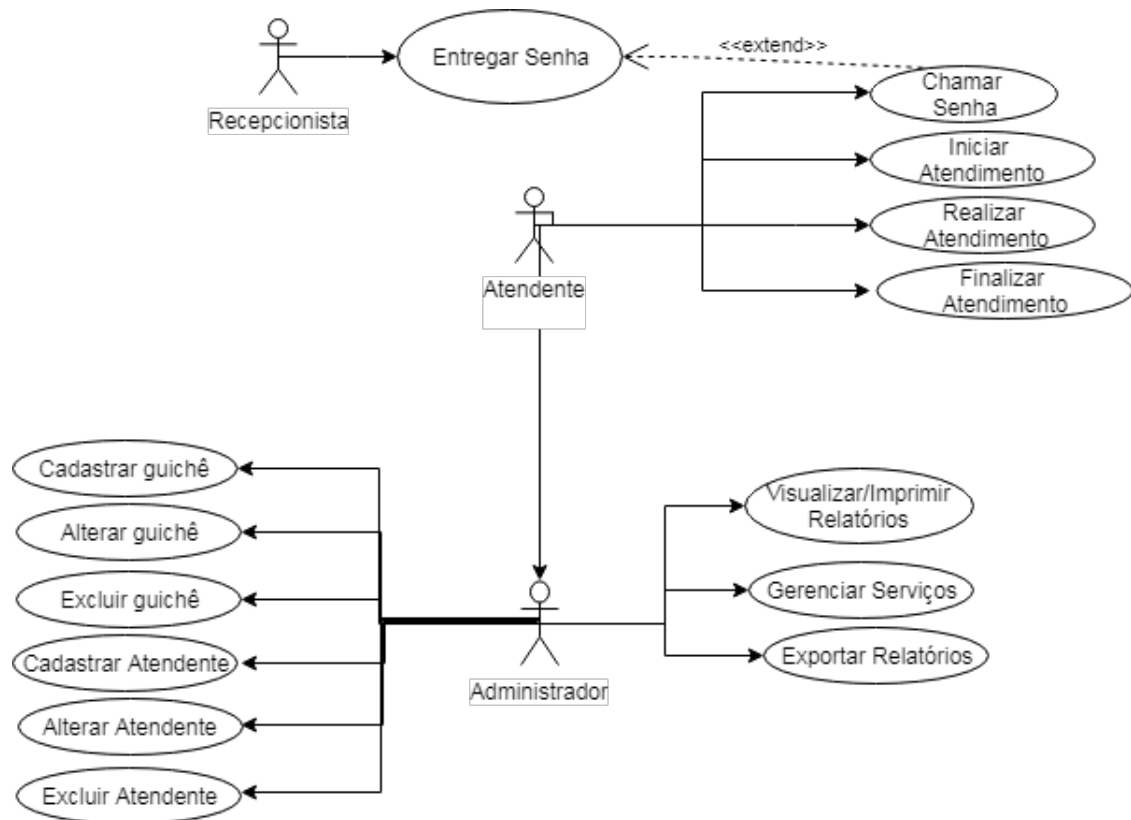 Entregar Senha
<<extend>>
Recepcionista
Chamar
Senha
Iniciar
Atendimento
Realizar
Atendimento
Finalizar
Atendimento
Atendente
Cadastrar guichê
Alterar guichê
Excluir guichê
Cadastrar Atendente
Alterar Atendente
Excluir Atendente
Administrador
Visualizar/Imprimir
Relatórios
Gerenciar Serviços
Exportar Relatórios